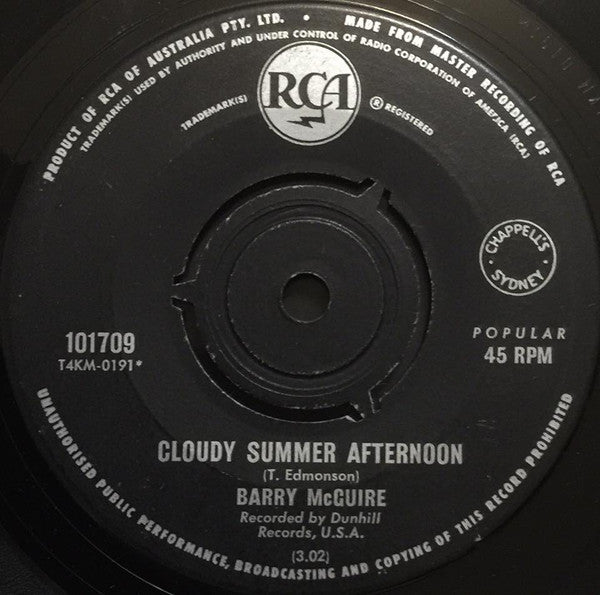 PRODUCT OF RCA OF AUSTRALIA PTY. LTD. • MADE FROM MASTER RECORDING OF RCA
TRADEMARK(S) USED BY AUTHORITY AND UNDER CONTROL OF RADIO CORPORATION OF AMERICA (RCA)
TRADEMARK(S) RCA ® REGISTERED
CHAPPELL'S
SYDNEY
101709
T4KM-0191*
POPULAR
45 RPM
CLOUDY SUMMER AFTERNOON
(T. Edmonson)
BARRY McGUIRE
Recorded by Dunhill
Records, U.S.A.
(3.02)
UNAUTHORISED PUBLIC PERFORMANCE, BROADCASTING AND COPYING OF THIS RECORD PROHIBITED